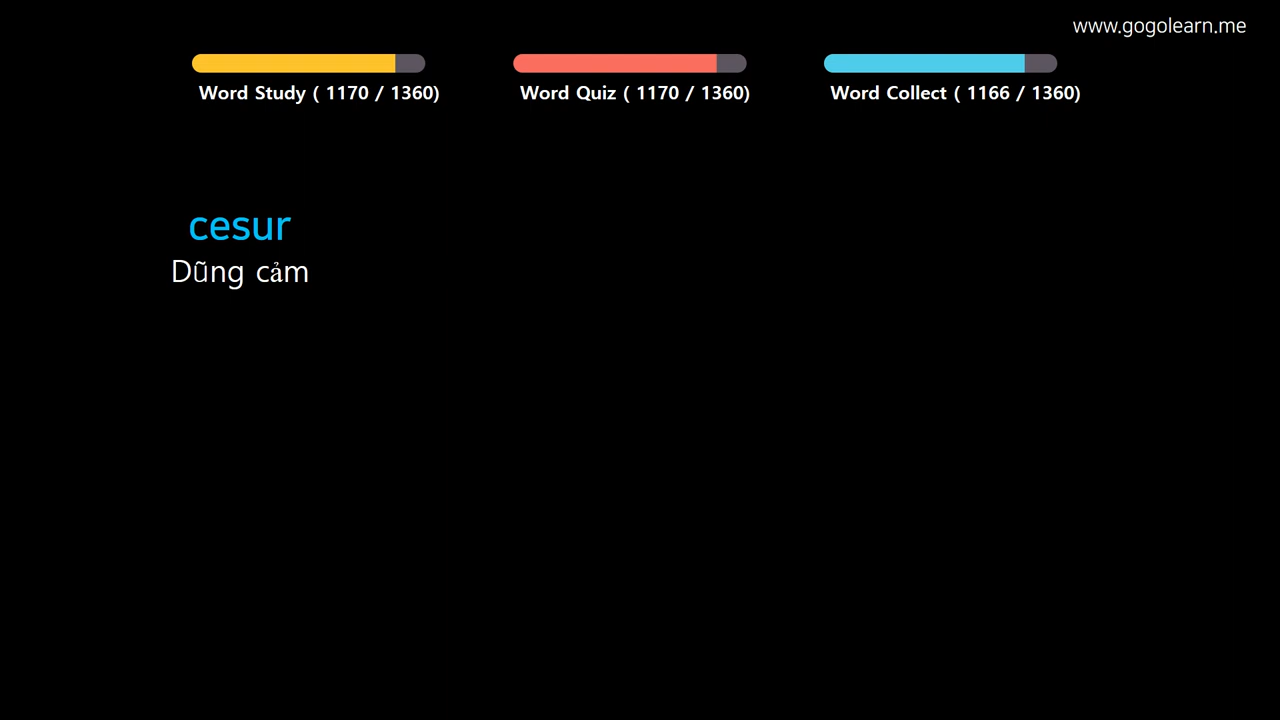 www.gogolearn.me
Word Study ( 1170 / 1360)
Word Quiz ( 1170 / 1360)
Word Collect ( 1166 / 1360)
cesur
Dũng cảm